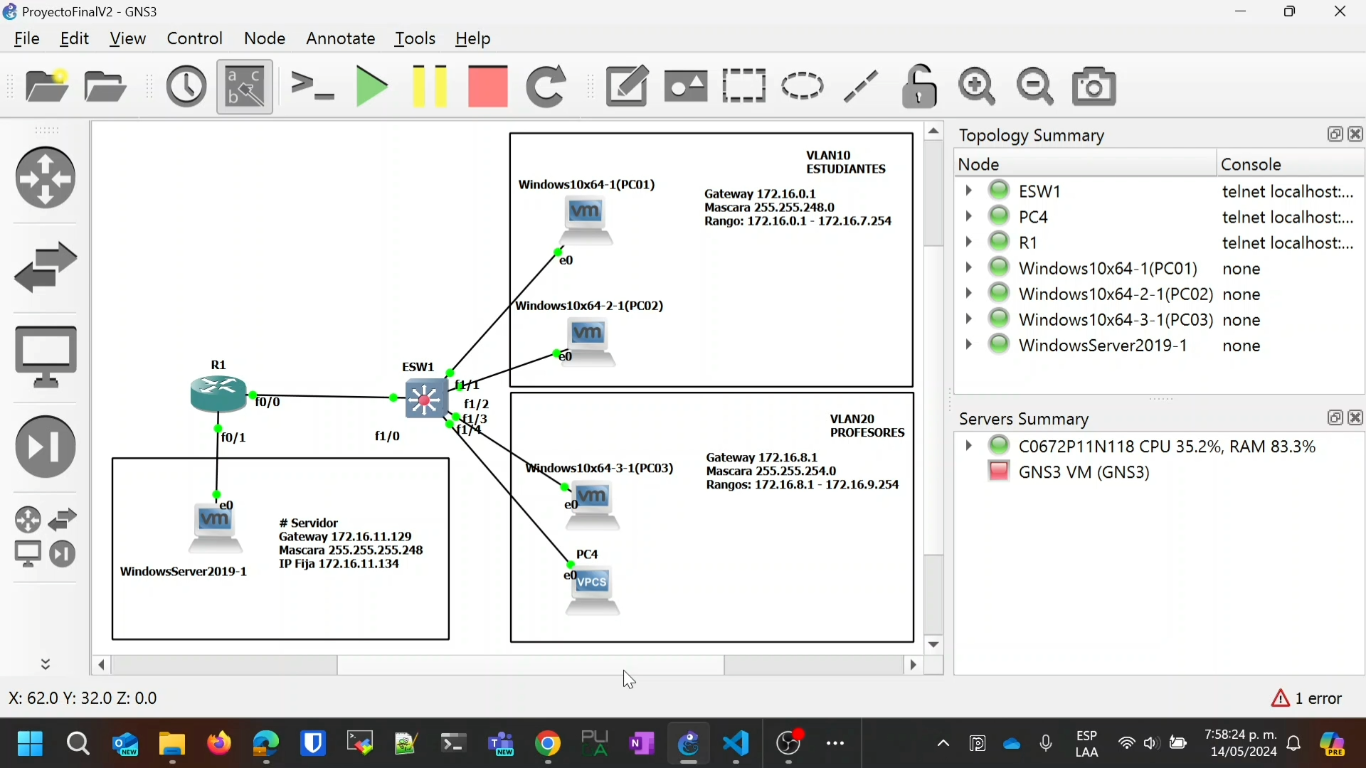 ProyectoFinalV2 - GNS3
File Edit View Control Node Annotate Tools Help
Topology Summary
Node Console
ESW1 telnet localhost:...
PC4 telnet localhost:...
R1 telnet localhost:...
Windows10x64-1(PC01) none
Windows10x64-2-1(PC02) none
Windows10x64-3-1(PC03) none
WindowsServer2019-1 none
Servers Summary
C0672P11N118 CPU 35.2%, RAM 83.3%
GNS3 VM (GNS3)
VLAN10
ESTUDIANTES
Windows10x64-1(PC01)
Gateway 172.16.0.1
Mascara 255.255.248.0
Rango: 172.16.0.1 - 172.16.7.254
vm
e0
Windows10x64-2-1(PC02)
vm
e0
R1
f0/0
f0/1
ESW1
f1/1
f1/2
f1/3
f1/4
f1/0
VLAN20
PROFESORES
Gateway 172.16.8.1
Mascara 255.255.254.0
Rangos: 172.16.8.1 - 172.16.9.254
Windows10x64-3-1(PC03)
vm
e0
PC4
e0
VPCS
e0
vm
WindowsServer2019-1
# Servidor
Gateway 172.16.11.129
Mascara 255.255.255.248
IP Fija 172.16.11.134
X: 62.0 Y: 32.0 Z: 0.0
1 error
NEW
NEW
ESP
LAA
7:58:24 p. m.
14/05/2024
PRE